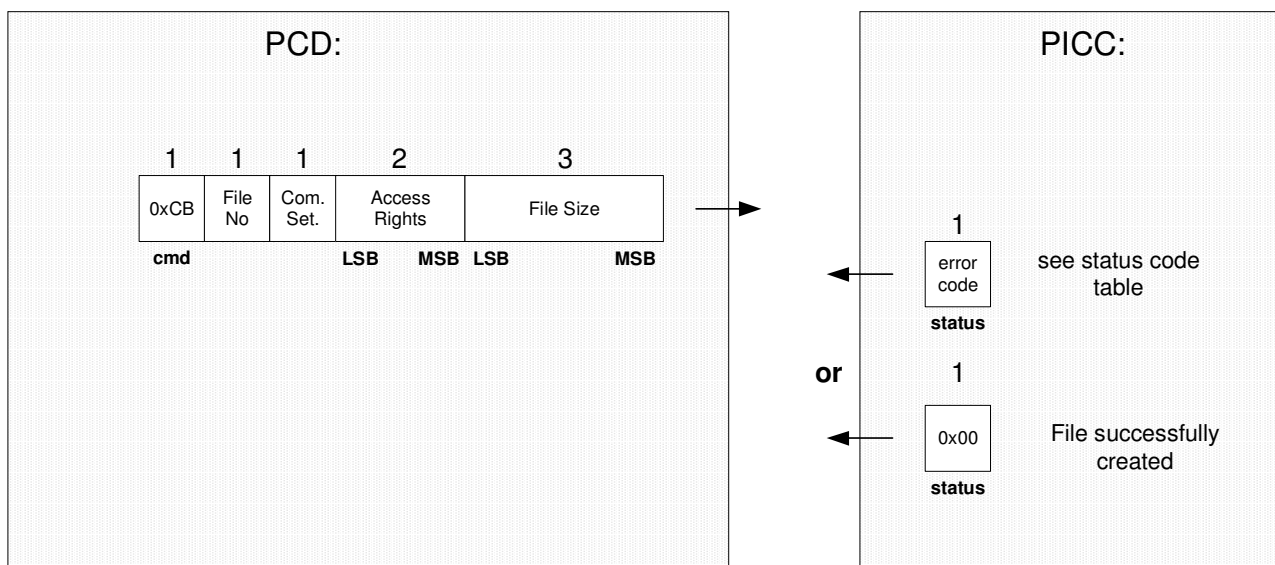 PCD:
PICC:
1 1 1 2 3
0xCB
File
No
Com.
Set.
Access
Rights
File Size
cmd
LSB MSB LSB MSB
1
error
code
status
see status code
table
or
1
0x00
status
File successfully
created